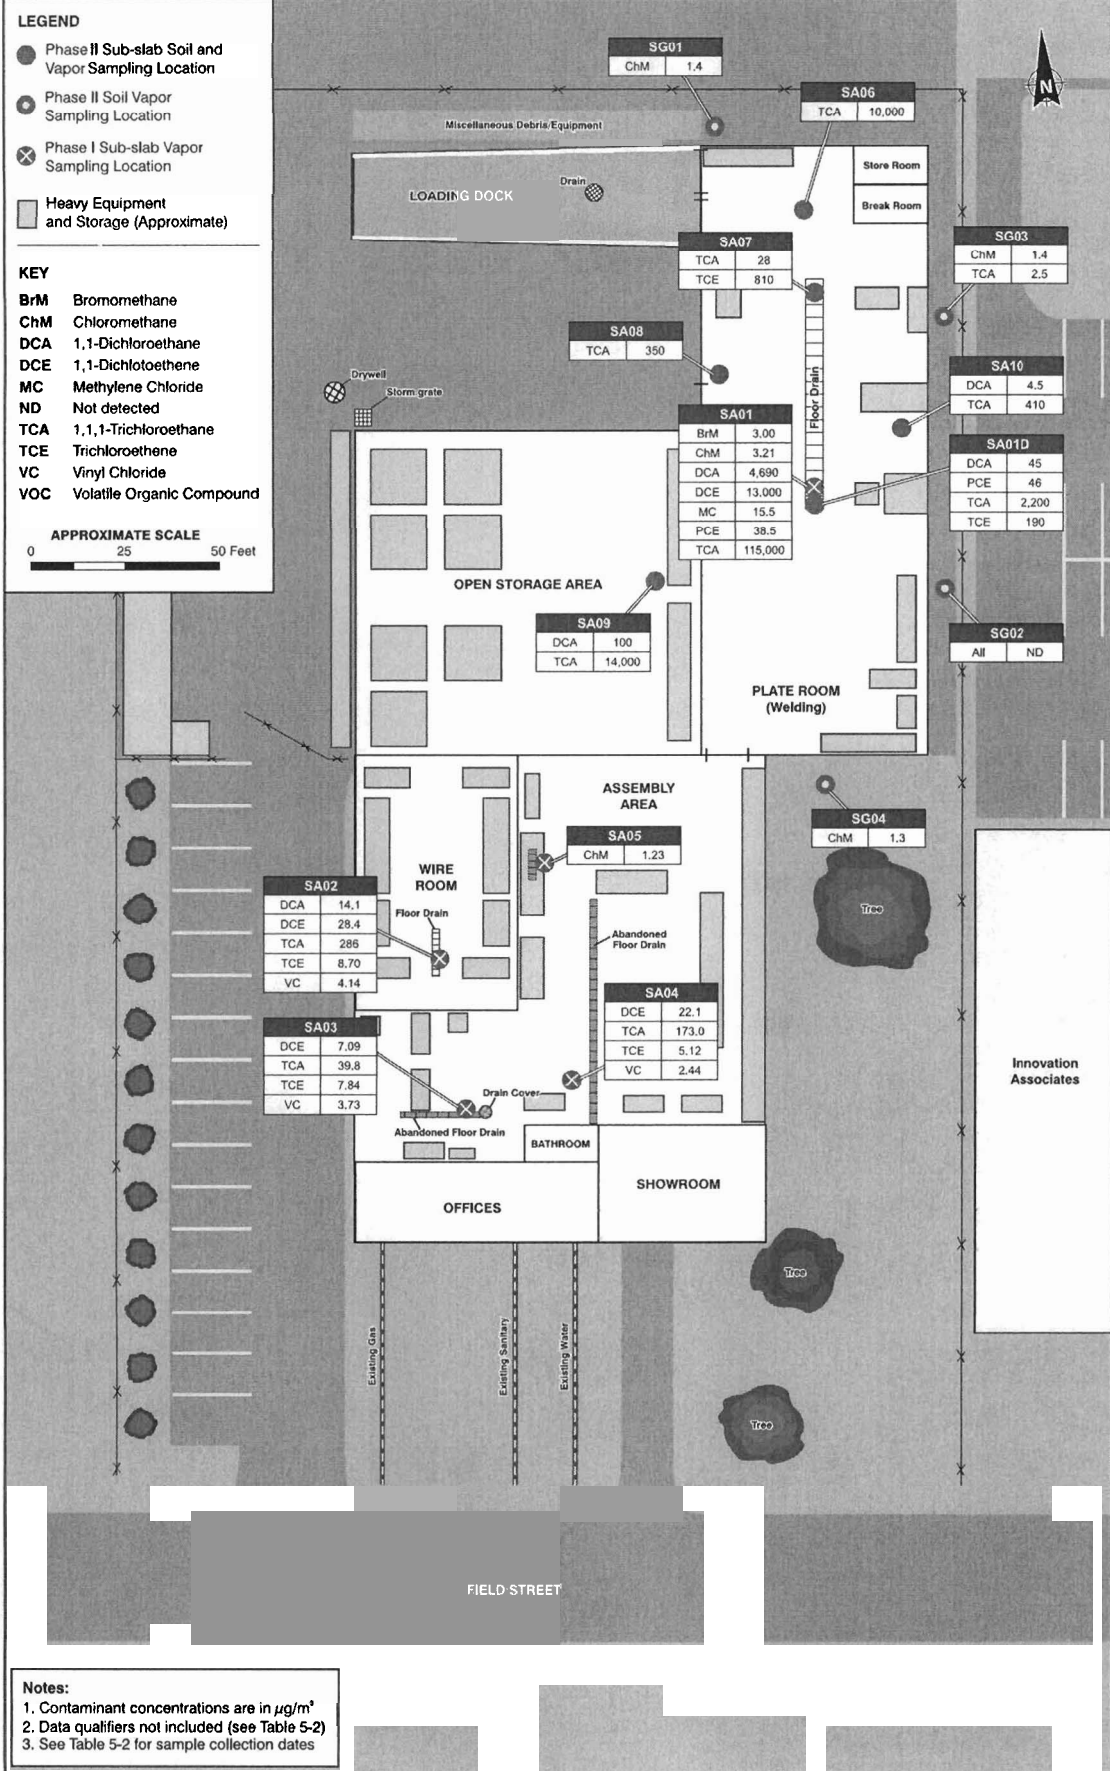 LEGEND
Phase II Sub-slab Soil and
Vapor Sampling Location
Phase II Soil Vapor
Sampling Location
Phase I Sub-slab Vapor
Sampling Location
Heavy Equipment
and Storage (Approximate)
KEY
BrM Bromomethane
ChM Chloromethane
DCA 1,1-Dichloroethane
DCE 1,1-Dichlotoethene
MC Methylene Chloride
ND Not detected
TCA 1,1,1-Trichloroethane
TCE Trichloroethene
VC Vinyl Chloride
VOC Volatile Organic Compound
APPROXIMATE SCALE
0 25 50 Feet
SG01
ChM 1.4
N
SA06
TCA 10,000
Miscellaneous Debris/Equipment
LOADING DOCK
Drain
Store Room
Break Room
SA07
TCA 28
TCE 810
SG03
ChM 1.4
TCA 2.5
SA08
TCA 350
Floor Drain
SA10
DCA 4.5
TCA 410
Drywell
Storm grate
SA01
BrM 3.00
ChM 3.21
DCA 4,690
DCE 13,000
MC 15.5
PCE 38.5
TCA 115,000
SA01D
DCA 45
PCE 46
TCA 2,200
TCE 190
OPEN STORAGE AREA
SA09
DCA 100
TCA 14,000
SG02
All ND
PLATE ROOM
(Welding)
ASSEMBLY
AREA
SG04
ChM 1.3
SA05
ChM 1.23
WIRE
ROOM
Floor Drain
SA02
DCA 14.1
DCE 28.4
TCA 286
TCE 8.70
VC 4.14
Tree
Abandoned
Floor Drain
SA04
DCE 22.1
TCA 173.0
TCE 5.12
VC 2.44
SA03
DCE 7.09
TCA 39.8
TCE 7.84
VC 3.73
Drain Cover
Abandoned Floor Drain
BATHROOM
Innovation
Associates
OFFICES
SHOWROOM
Tree
Existing Gas
Existing Sanitary
Existing Water
Tree
FIELD STREET
Notes:
1. Contaminant concentrations are in µg/m³
2. Data qualifiers not included (see Table 5-2)
3. See Table 5-2 for sample collection dates